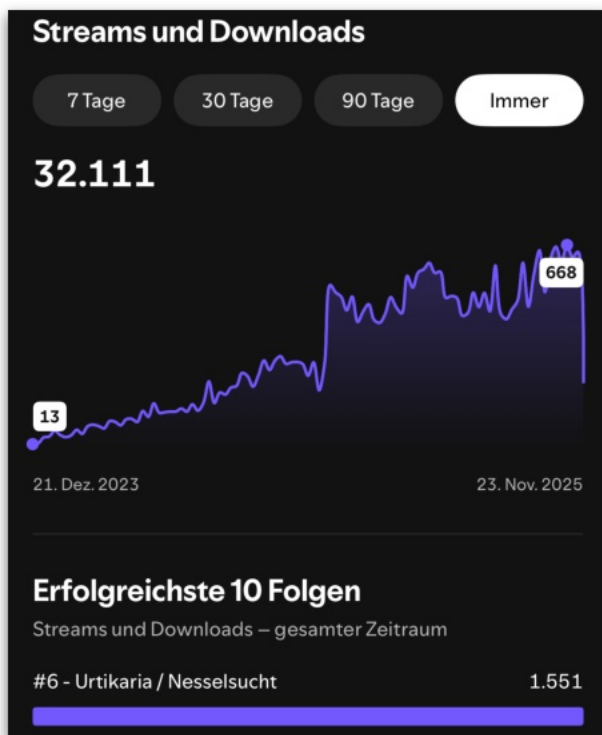 Streams und Downloads
7 Tage 30 Tage 90 Tage Immer
32.111
668
13
21. Dez. 2023 23. Nov. 2025
Erfolgreichste 10 Folgen
Streams und Downloads – gesamter Zeitraum
#6 - Urtikaria / Nesselsucht 1.551